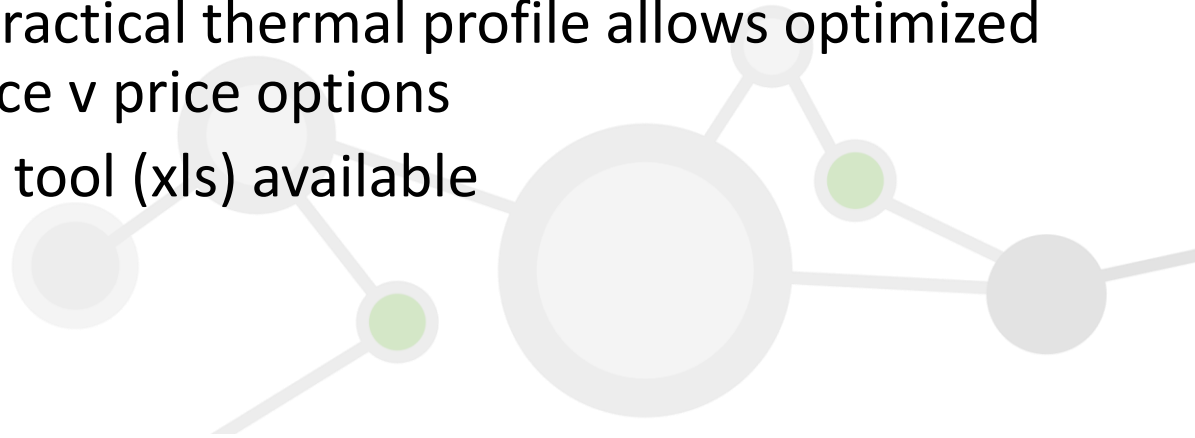 ractical thermal profile allows optimized
ce v price options
tool (xls) available